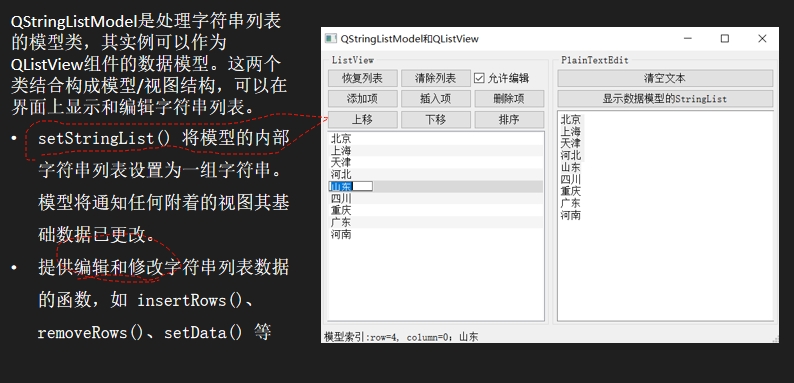 QStringListModel是处理字符串列表
的模型类，其实例可以作为
QListView组件的数据模型。这两个
类结合构成模型/视图结构，可以在
界面上显示和编辑字符串列表。
• setStringList() 将模型的内部
字符串列表设置为一组字符串。
模型将通知任何附着的视图其基
础数据已更改。
• 提供编辑和修改字符串列表数据
的函数，如 insertRows()、
removeRows()、setData() 等
QStringListModel和QListView
ListView
恢复列表 清除列表 允许编辑
添加项 插入项 删除项
上移 下移 排序
北京
上海
天津
河北
山东
四川
重庆
广东
河南
PlainTextEdit
清空文本
显示数据模型的StringList
北京
上海
天津
河北
山东
四川
重庆
广东
河南
模型索引:row=4, column=0；山东